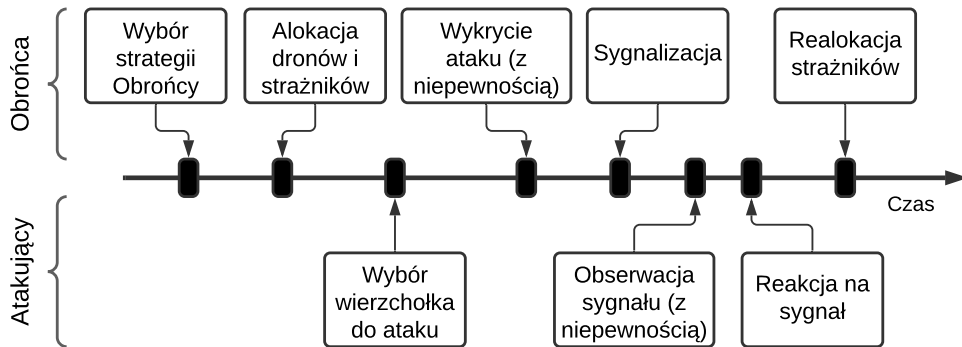 Obrońca
Wybór
strategii
Obrońcy
Alokacja
dronów i
strażników
Wykrycie
ataku (z
niepewnością)
Sygnalizacja
Realokacja
strażników
Czas
Atakujący
Wybór
wierzchołka
do ataku
Obserwacja
sygnału (z
niepewnością)
Reakcja na
sygnał